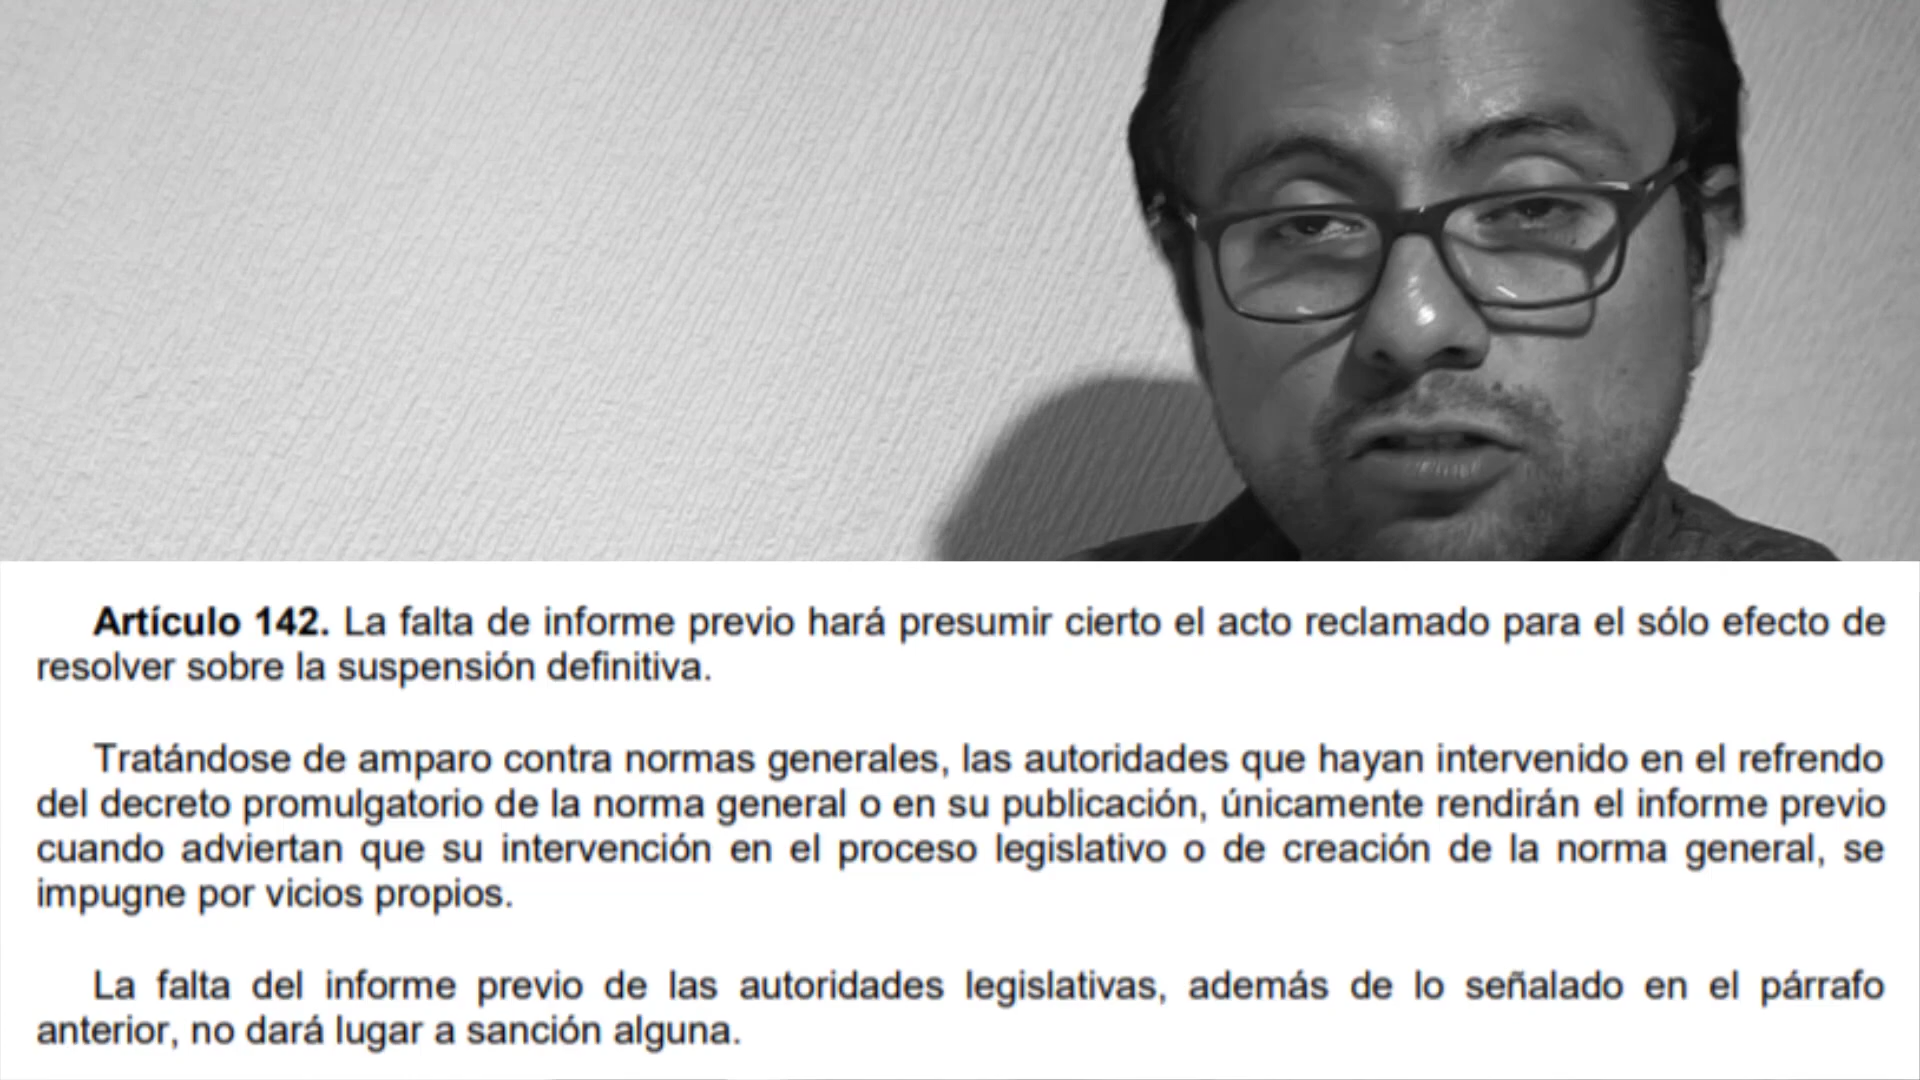 Artículo 142. La falta de informe previo hará presumir cierto el acto reclamado para el sólo efecto de
resolver sobre la suspensión definitiva.
Tratándose de amparo contra normas generales, las autoridades que hayan intervenido en el refrendo
del decreto promulgatorio de la norma general o en su publicación, únicamente rendirán el informe previo
cuando adviertan que su intervención en el proceso legislativo o de creación de la norma general, se
impugne por vicios propios.
La falta del informe previo de las autoridades legislativas, además de lo señalado en el párrafo
anterior, no dará lugar a sanción alguna.